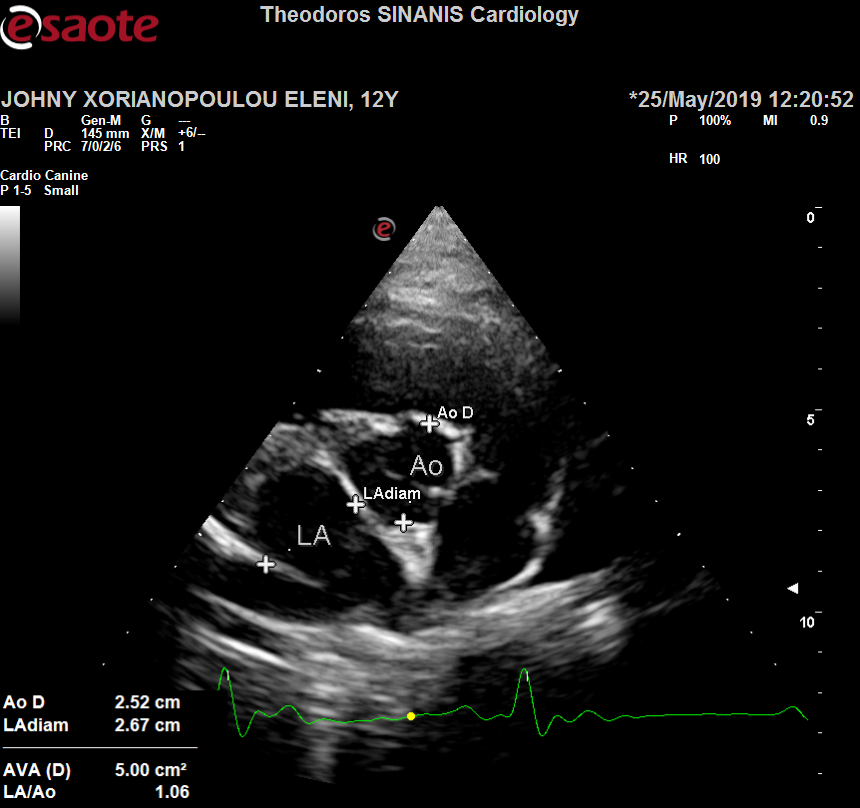 esaote
Theodoros SINANIS Cardiology
JOHNY XORIANOPOULOU ELENI, 12Y
*25/May/2019 12:20:52
B Gen-M G ---
TEI D 145 mm X/M +6/--
PRC 7/0/2/6 PRS 1
P 100% MI 0.9
HR 100
Cardio Canine
P 1-5 Small
e
0
Ao D
5
Ao
LAdiam
LA
10
Ao D 2.52 cm
LAdiam 2.67 cm
AVA (D) 5.00 cm²
LA/Ao 1.06